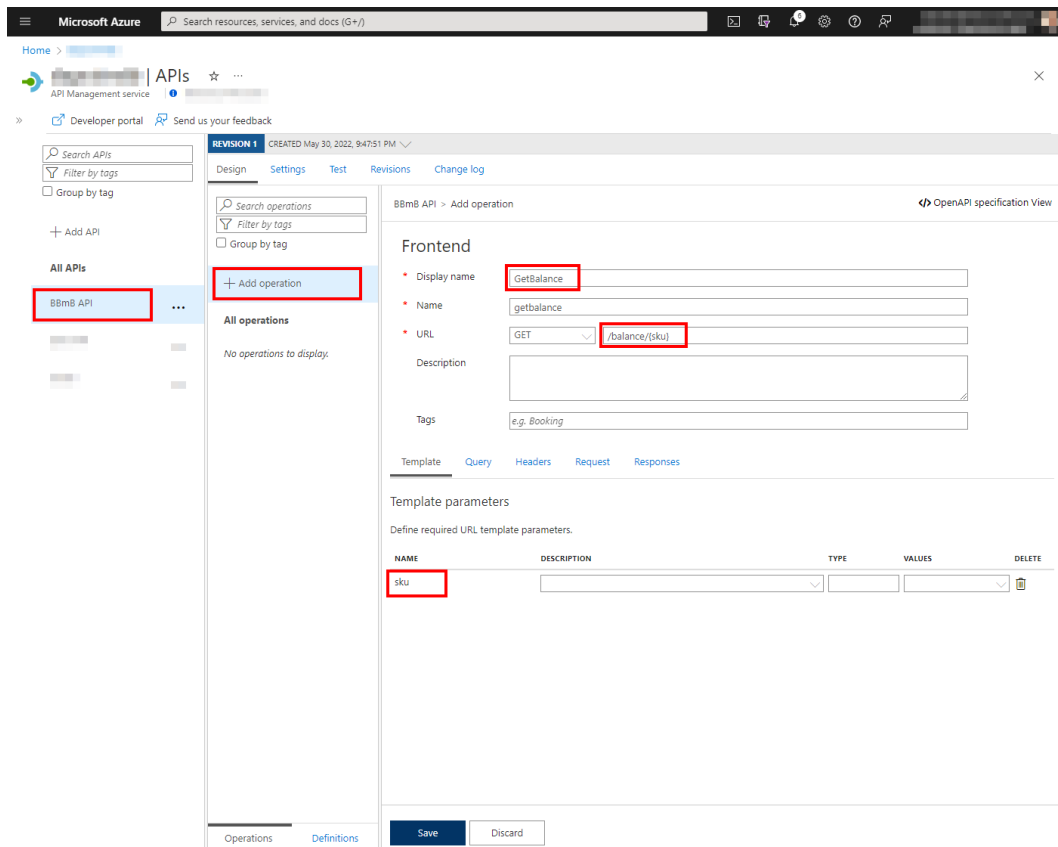 Microsoft Azure
Search resources, services, and docs (G+/)
6
Home >
| APIs
API Management service
Developer portal
Send us your feedback
Search APIs
Filter by tags
Group by tag
+ Add API
All APIs
BBmB API
REVISION 1
CREATED May 30, 2022, 9:47:51 PM
Design
Settings
Test
Revisions
Change log
Search operations
Filter by tags
Group by tag
+ Add operation
All operations
No operations to display.
Operations
Definitions
BBmB API > Add operation
</> OpenAPI specification View
Frontend
* Display name
GetBalance
* Name
getbalance
* URL
GET
/balance/{sku}
Description
Tags
e.g. Booking
Template
Query
Headers
Request
Responses
Template parameters
Define required URL template parameters.
NAME DESCRIPTION TYPE VALUES DELETE
sku
Save
Discard